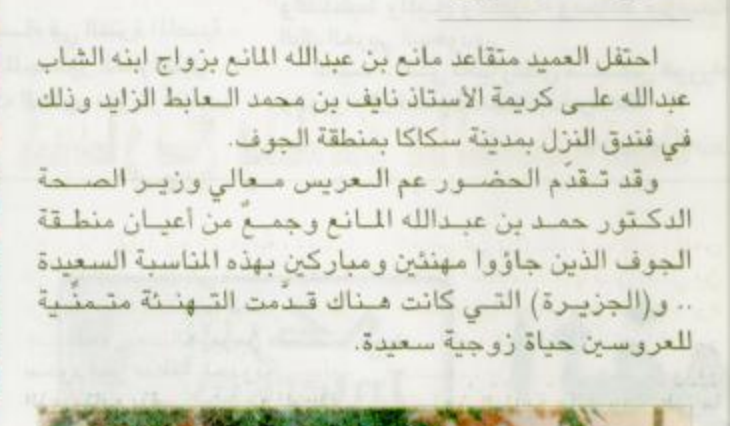 احتفل العميد متقاعد مانع بن عبدالله المانع بزواج ابنه الشاب
عبدالله على كريمة الأستاذ نايف بن محمد العابط الزايد وذلك
في فندق النزل بمدينة سكاكا بمنطقة الجوف.
وقد تقدّم الحضور عم العريس معالي وزير الصحة
الدكتور حمد بن عبدالله المانع وجمعٌ من أعيان منطقة
الجوف الذين جاؤوا مهنئين ومباركين بهذه المناسبة السعيدة
.. و(الجزيرة) التي كانت هناك قدَّمت التهنئة متمنِّية
للعروسين حياة زوجية سعيدة.